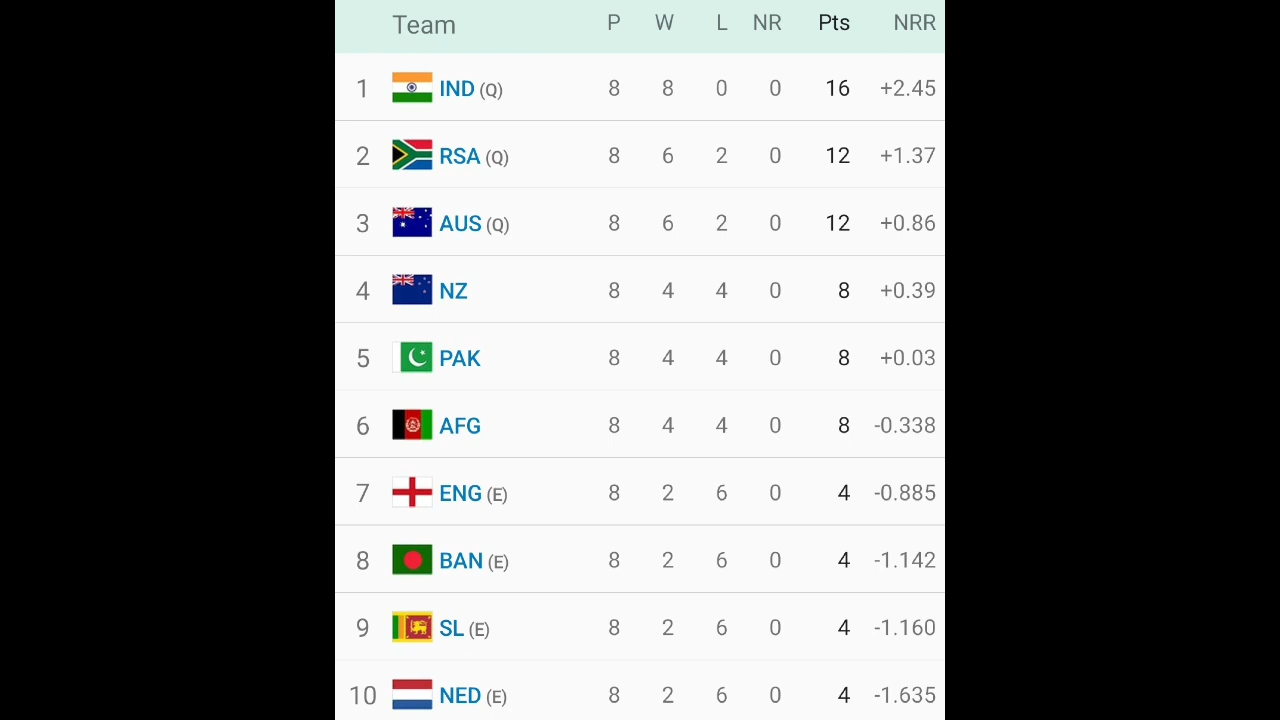 Team P W L NR Pts NRR
1 IND (Q) 8 8 0 0 16 +2.45
2 RSA (Q) 8 6 2 0 12 +1.37
3 AUS (Q) 8 6 2 0 12 +0.86
4 NZ 8 4 4 0 8 +0.39
5 PAK 8 4 4 0 8 +0.03
6 AFG 8 4 4 0 8 -0.338
7 ENG (E) 8 2 6 0 4 -0.885
8 BAN (E) 8 2 6 0 4 -1.142
9 SL (E) 8 2 6 0 4 -1.160
10 NED (E) 8 2 6 0 4 -1.635